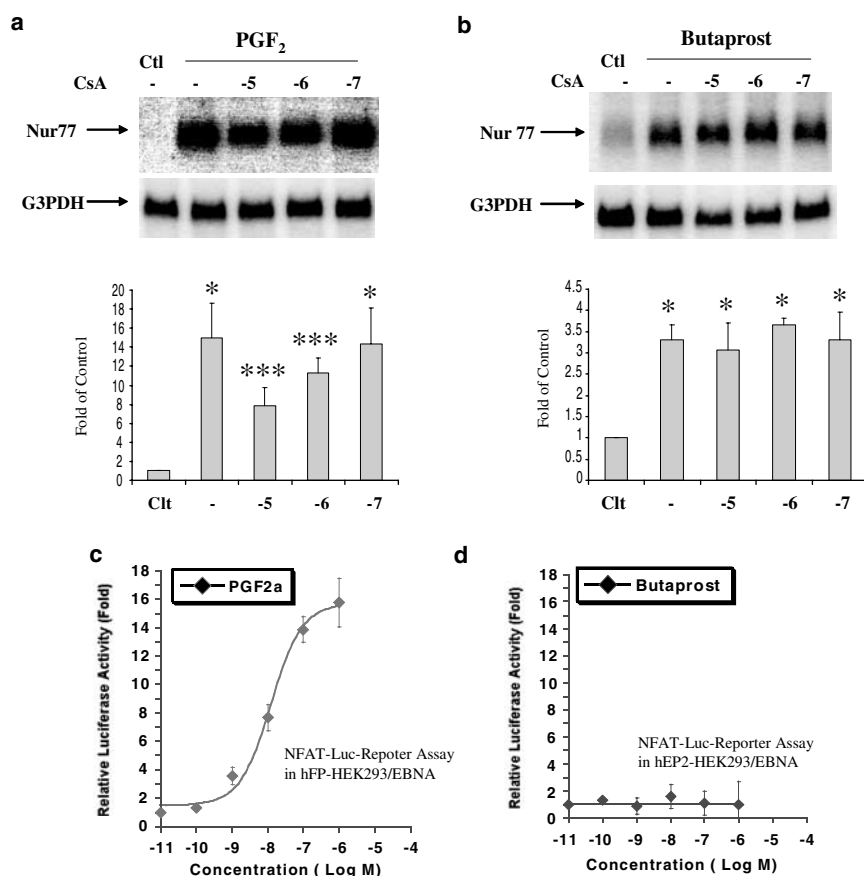 a
PGF2
Ctl
CsA - - -5 -6 -7
Nur77
G3PDH
20
18
16
14
12
10
8
6
4
2
0
Fold of Control
* *** *** *
Clt - -5 -6 -7
b
Butaprost
Ctl
CsA - - -5 -6 -7
Nur 77
G3PDH
4.5
4
3.5
3
2.5
2
1.5
1
0.5
0
Fold of Control
* * * *
Clt - -5 -6 -7
c
PGF2a
Relative Luciferase Activity (Fold)
18
16
14
12
10
8
6
4
2
0
NFAT-Luc-Repoter Assay
in hFP-HEK293/EBNA
-11 -10 -9 -8 -7 -6 -5 -4
Concentration ( Log M)
d
Butaprost
Relative Luciferase Activity (Fold)
18
16
14
12
10
8
6
4
2
0
NFAT-Luc-Reporter Assay
in hEP2-HEK293/EBNA
-11 -10 -9 -8 -7 -6 -5 -4
Concentration ( Log M)